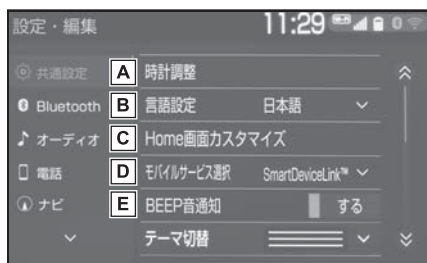 設定・編集 11:29
共通設定
A 時計調整
Bluetooth
B 言語設定 日本語
オーディオ
C Home画面カスタマイズ
電話
D モバイルサービス選択 SmartDeviceLink™
ナビ
E BEEP音通知 する
テーマ切替